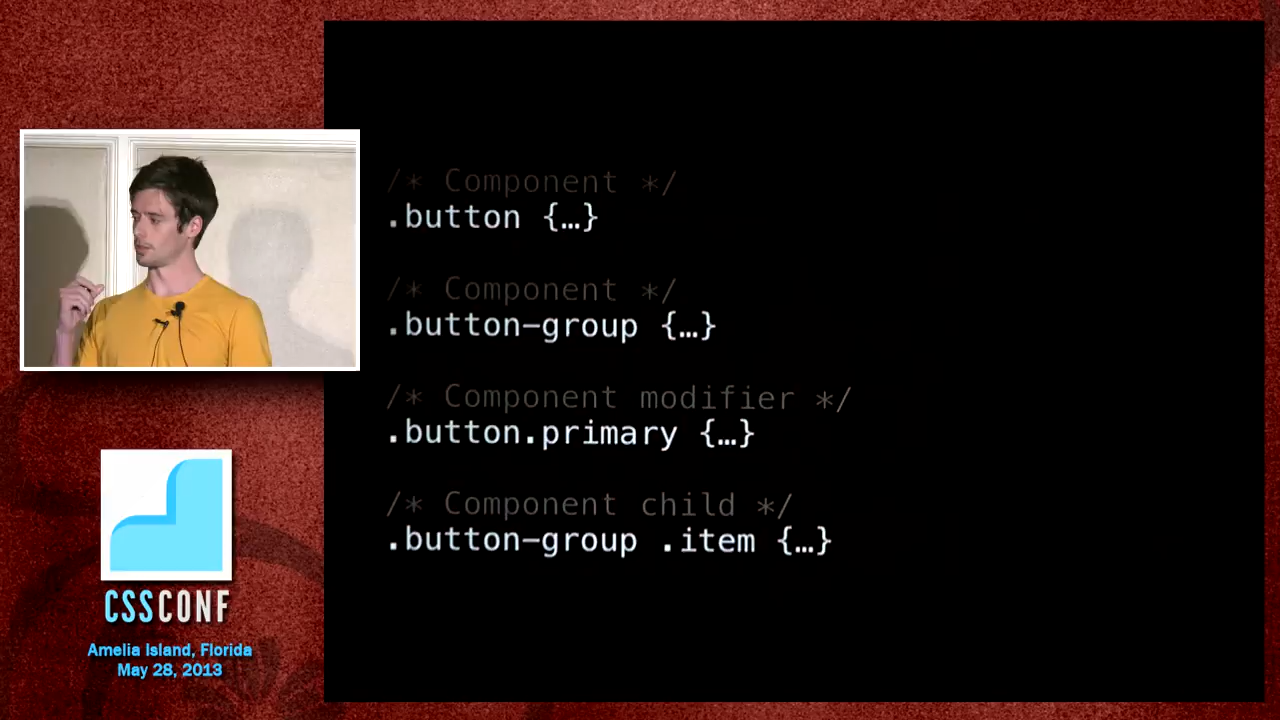 /* Component */
.button {…}
/* Component */
.button-group {…}
/* Component modifier */
.button.primary {…}
/* Component child */
.button-group .item {…}
CSSCONF
Amelia Island, Florida
May 28, 2013